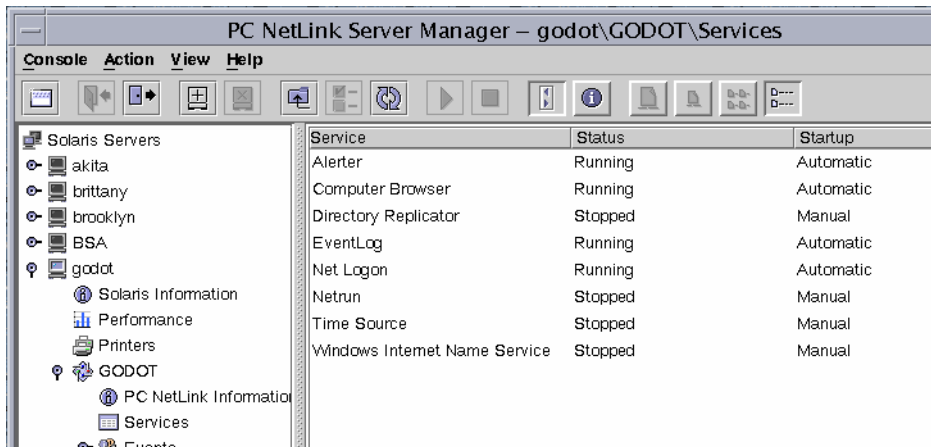 PC NetLink Server Manager – godot\GODOT\Services
Console Action View Help
Solaris Servers
akita
brittany
brooklyn
BSA
godot
Solaris Information
Performance
Printers
GODOT
PC NetLink Informatio
Services
Events
Service Status Startup
Alerter Running Automatic
Computer Browser Running Automatic
Directory Replicator Stopped Manual
EventLog Running Automatic
Net Logon Running Automatic
Netrun Stopped Manual
Time Source Stopped Manual
Windows Internet Name Service Stopped Manual